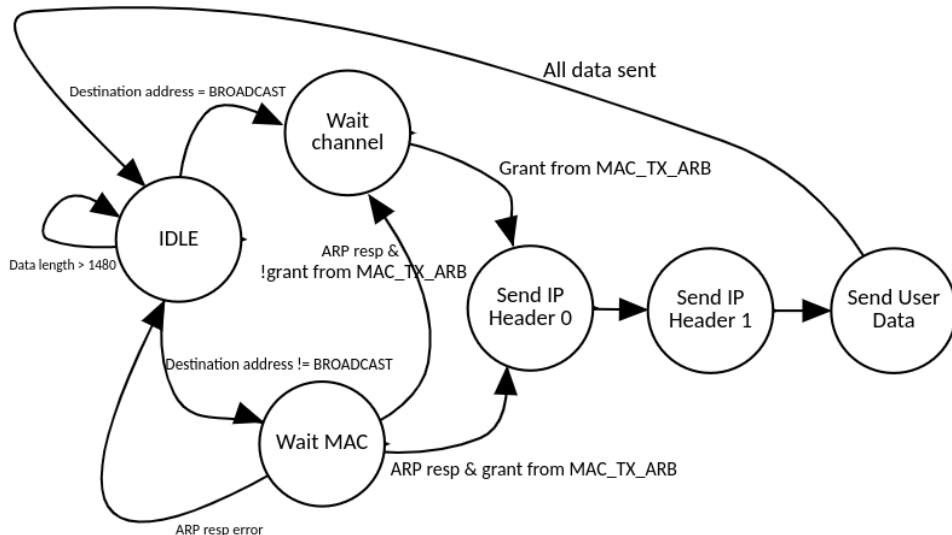 All data sent
Destination address = BROADCAST
Wait
channel
Grant from MAC_TX_ARB
IDLE
ARP resp &
!grant from MAC_TX_ARB
Data length > 1480
Send IP
Header 0
Send IP
Header 1
Send User
Data
Destination address != BROADCAST
Wait MAC
ARP resp & grant from MAC_TX_ARB
ARP resp error